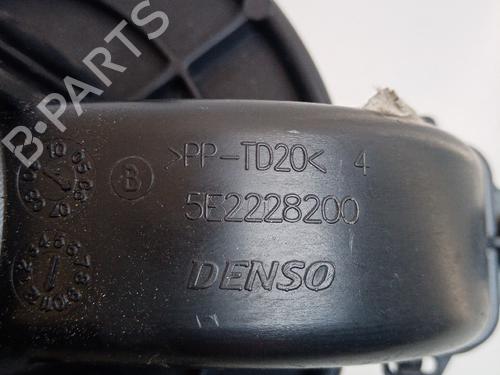 B-PARTS
>PP-TD20< 4
B
5E2228200
DENSO